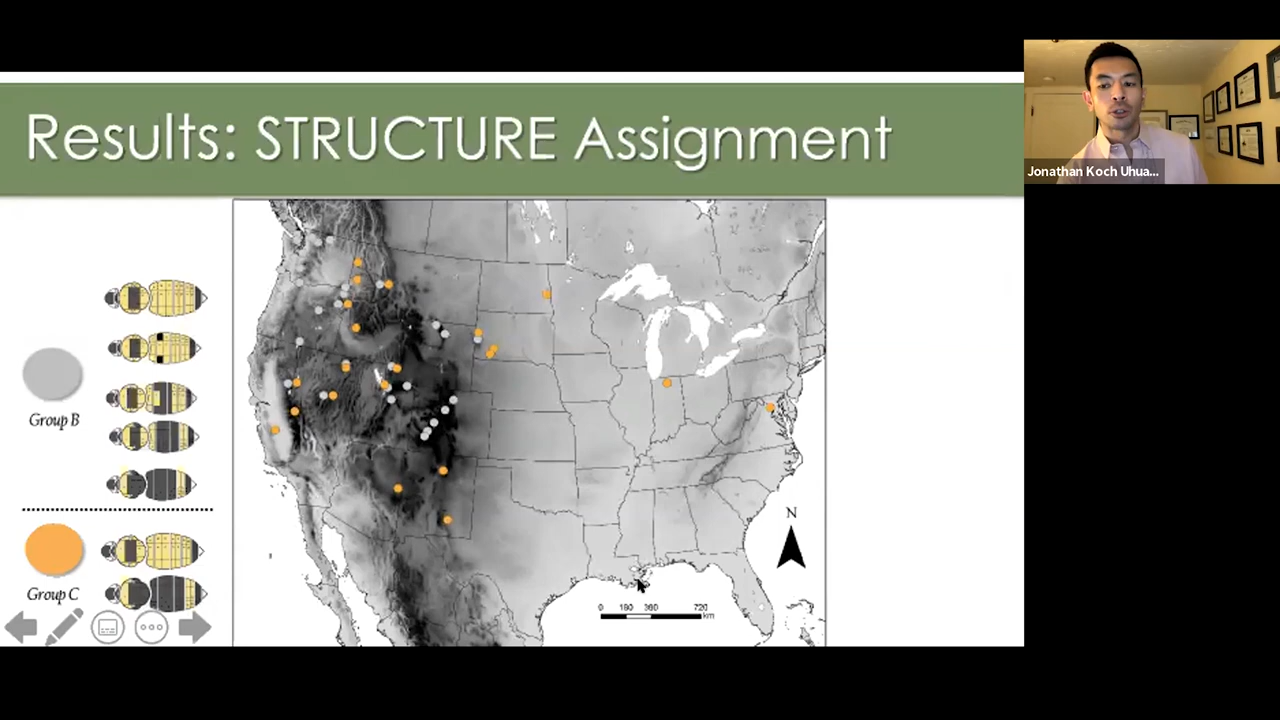 Results: STRUCTURE Assignment
Jonathan Koch Uhua...
Group B
Group C
N
0 180 360 720
km